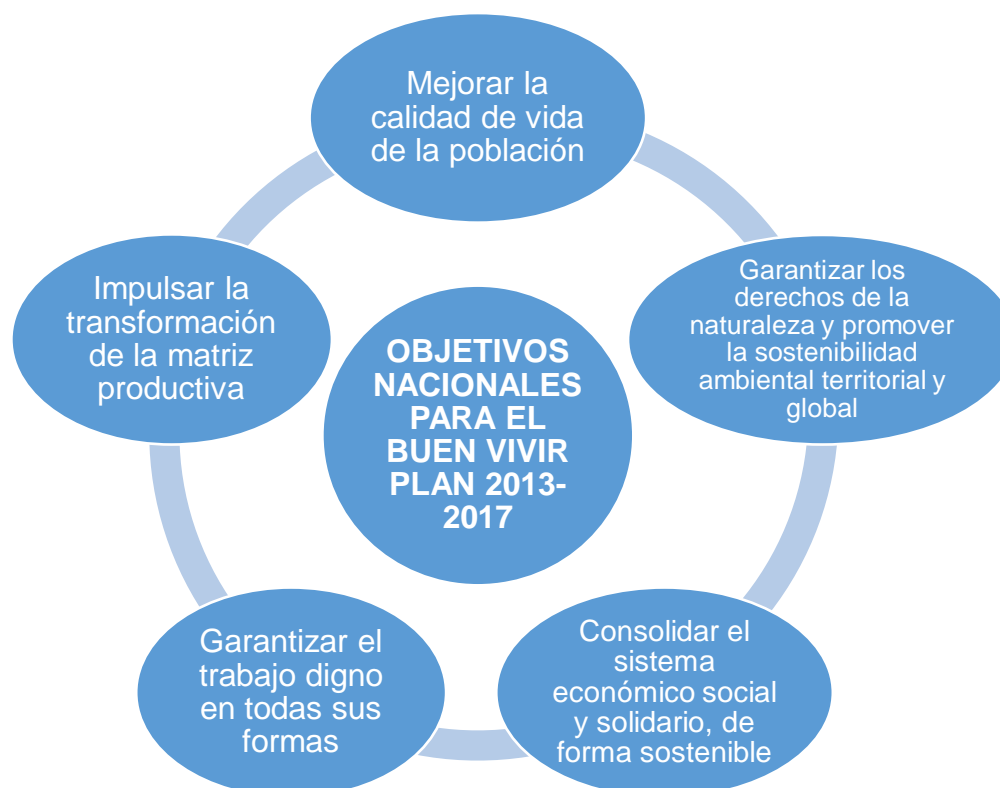 Mejorar la
calidad de vida
de la población
Garantizar los
derechos de la
naturaleza y promover
la sostenibilidad
ambiental territorial y
global
Consolidar el
sistema
económico social
y solidario, de
forma sostenible
Garantizar el
trabajo digno
en todas sus
formas
Impulsar la
transformación
de la matriz
productiva
OBJETIVOS
NACIONALES
PARA EL
BUEN VIVIR
PLAN 2013-
2017